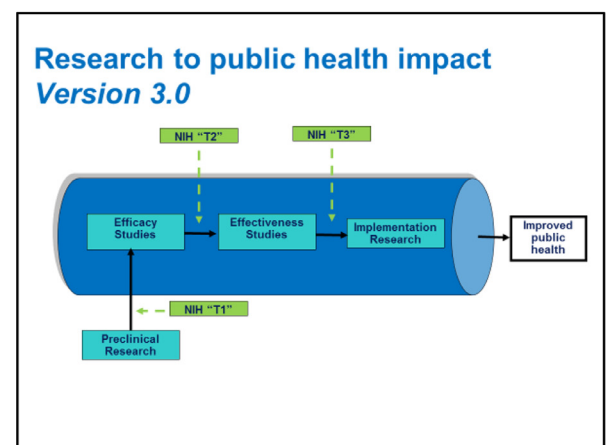 Research to public health impact
Version 3.0
NIH "T2"
NIH "T3"
Efficacy
Studies
Effectiveness
Studies
Implementation
Research
Improved
public
health
NIH "T1"
Preclinical
Research